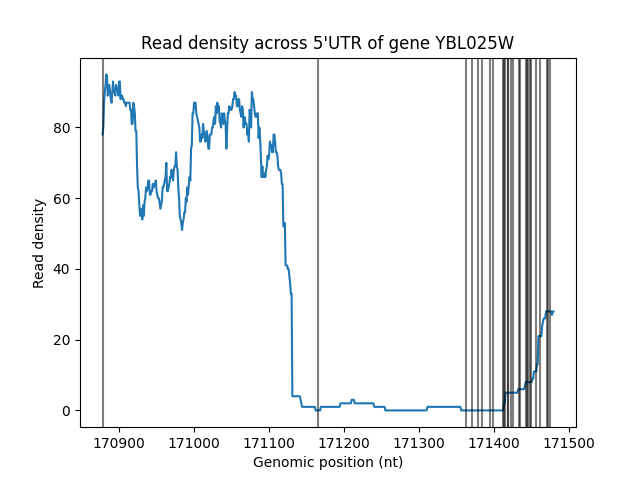 Read density across 5'UTR of gene YBL025W
80
60
40
20
0
Read density
170900 171000 171100 171200 171300 171400 171500
Genomic position (nt)